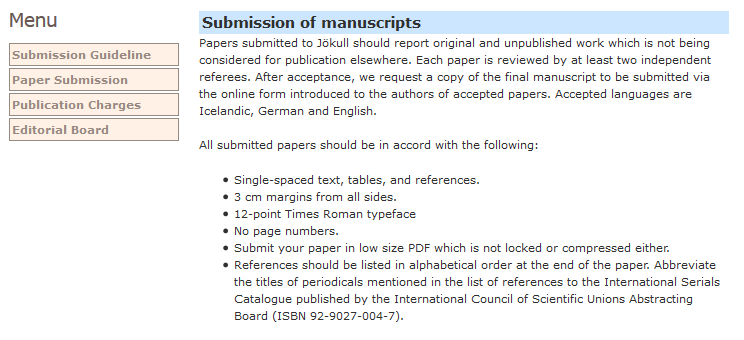 Menu
Submission Guideline
Paper Submission
Publication Charges
Editorial Board
Submission of manuscripts
Papers submitted to Jökull should report original and unpublished work which is not being
considered for publication elsewhere. Each paper is reviewed by at least two independent
referees. After acceptance, we request a copy of the final manuscript to be submitted via
the online form introduced to the authors of accepted papers. Accepted languages are
Icelandic, German and English.
All submitted papers should be in accord with the following:
• Single-spaced text, tables, and references.
• 3 cm margins from all sides.
• 12-point Times Roman typeface
• No page numbers.
• Submit your paper in low size PDF which is not locked or compressed either.
• References should be listed in alphabetical order at the end of the paper. Abbreviate
the titles of periodicals mentioned in the list of references to the International Serials
Catalogue published by the International Council of Scientific Unions Abstracting
Board (ISBN 92-9027-004-7).